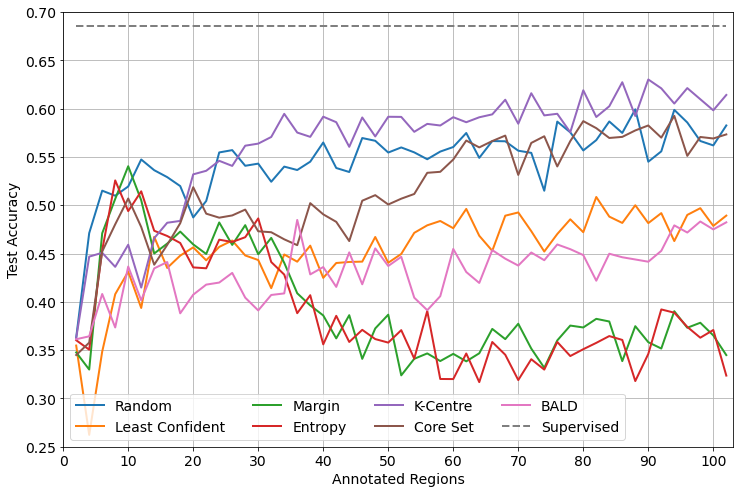 0.70
0.65
0.60
0.55
0.50
0.45
0.40
0.35
0.30
0.25
Test Accuracy
Random Margin K-Centre BALD
Least Confident Entropy Core Set Supervised
0 10 20 30 40 50 60 70 80 90 100
Annotated Regions